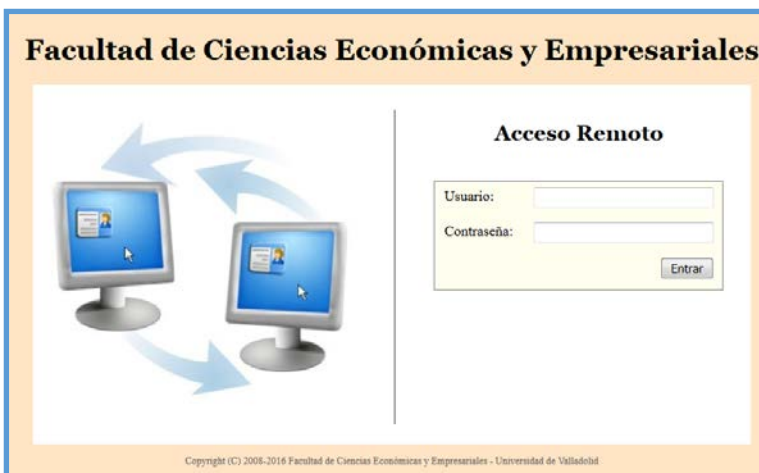 Facultad de Ciencias Económicas y Empresariales
Acceso Remoto
Usuario:
Contraseña:
Entrar
Copyright (C) 2008-2016 Facultad de Ciencias Económicas y Empresariales - Universidad de Valladolid